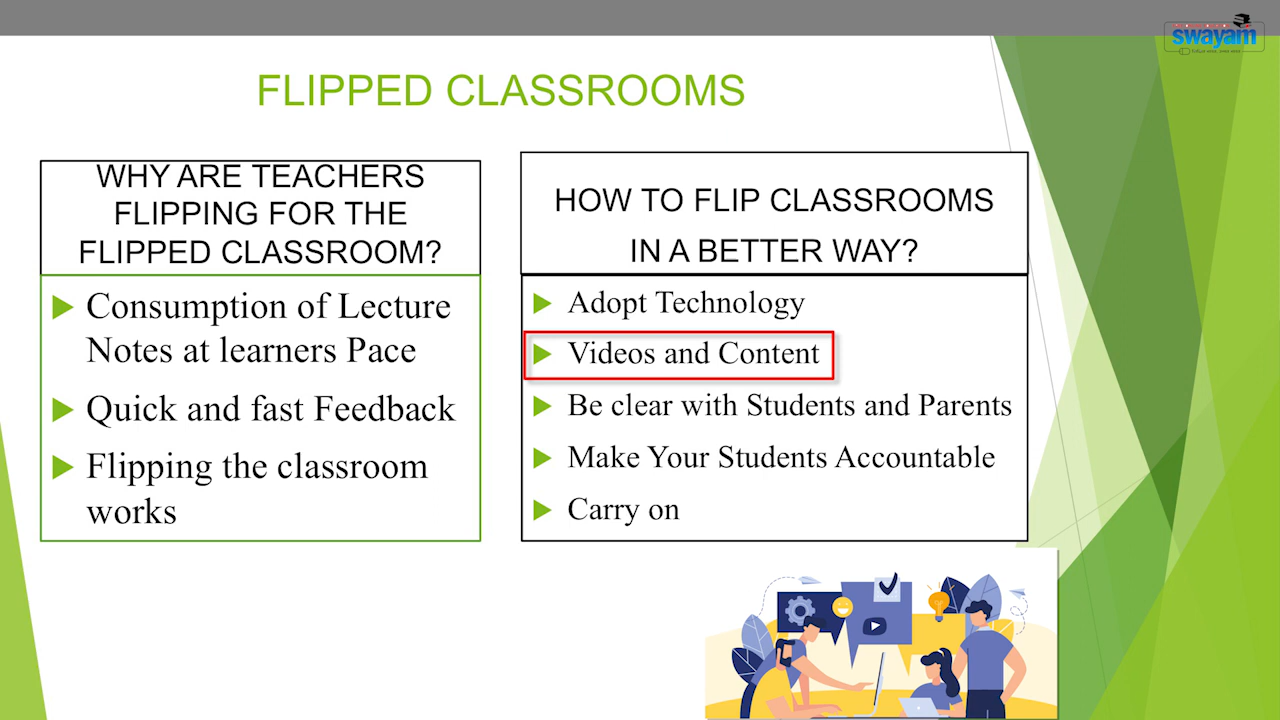 swayam
FLIPPED CLASSROOMS
WHY ARE TEACHERS
FLIPPING FOR THE
FLIPPED CLASSROOM?
Consumption of Lecture
Notes at learners Pace
Quick and fast Feedback
Flipping the classroom
works
HOW TO FLIP CLASSROOMS
IN A BETTER WAY?
Adopt Technology
Videos and Content
Be clear with Students and Parents
Make Your Students Accountable
Carry on